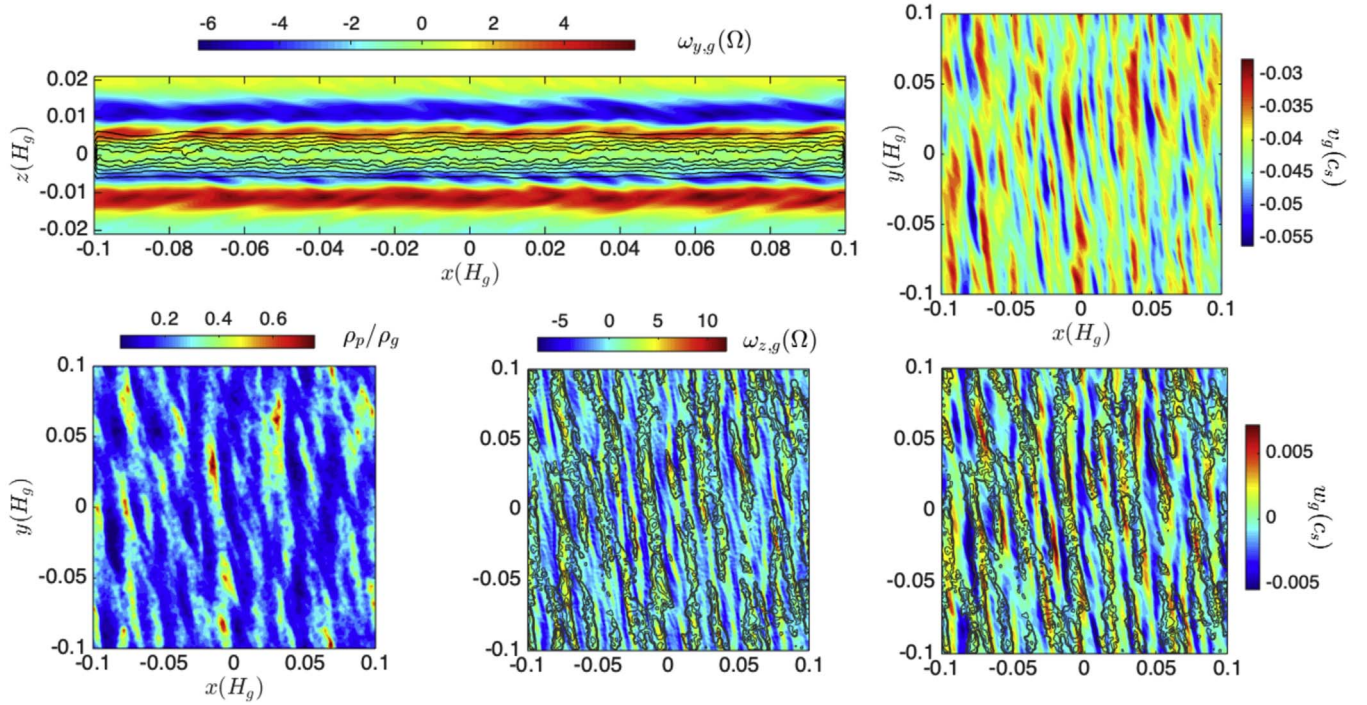 -6 -4 -2 0 2 4
ω_{y,g}(Ω)
z(H_g)
0.02
0.01
0
-0.01
-0.02
-0.1 -0.08 -0.06 -0.04 -0.02 0 0.02 0.04 0.06 0.08 0.1
x(H_g)
y(H_g)
0.1
0.05
0
-0.05
-0.1
-0.1 -0.05 0 0.05 0.1
x(H_g)
-0.03
-0.035
-0.04
-0.045
-0.05
-0.055
v_g(c_s)
0.2 0.4 0.6
ρ_p/ρ_g
y(H_g)
0.1
0.05
0
-0.05
-0.1
-0.1 -0.05 0 0.05 0.1
x(H_g)
-5 0 5 10
ω_{z,g}(Ω)
0.1
0.05
0
-0.05
-0.1
-0.1 -0.05 0 0.05 0.1
0.1
0.05
0
-0.05
-0.1
-0.1 -0.05 0 0.05 0.1
0.005
0
-0.005
w_g(c_s)